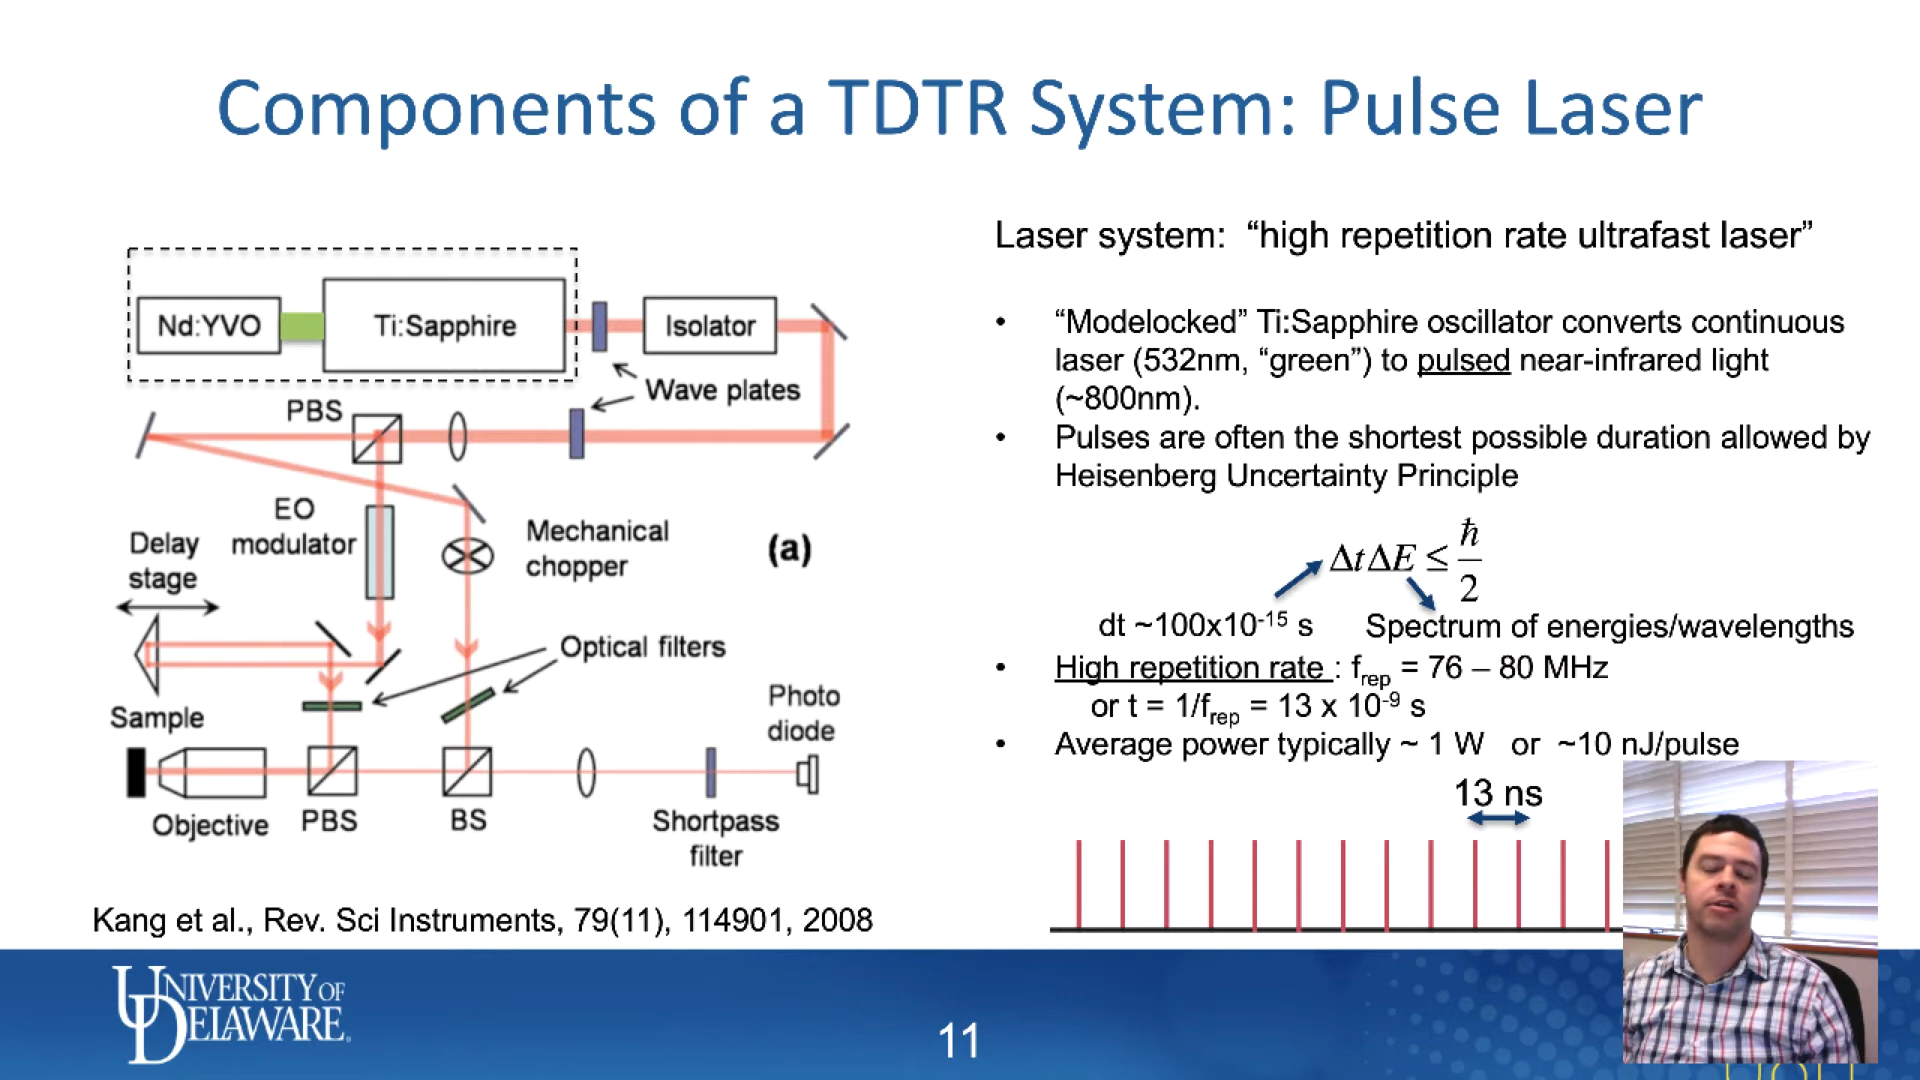 Components of a TDTR System: Pulse Laser
Nd:YVO
Ti:Sapphire
Isolator
Wave plates
PBS
EO
modulator
Delay
stage
Mechanical
chopper
(a)
Optical filters
Sample
Photo
diode
Objective
PBS
BS
Shortpass
filter
Kang et al., Rev. Sci Instruments, 79(11), 114901, 2008
Laser system: “high repetition rate ultrafast laser”
• “Modelocked” Ti:Sapphire oscillator converts continuous
laser (532nm, “green”) to pulsed near-infrared light
(~800nm).
• Pulses are often the shortest possible duration allowed by
Heisenberg Uncertainty Principle
ΔtΔE ≤ ħ/2
dt ~100x10⁻¹⁵ s Spectrum of energies/wavelengths
• High repetition rate : f_rep = 76 – 80 MHz
or t = 1/f_rep = 13 x 10⁻⁹ s
• Average power typically ~ 1 W or ~10 nJ/pulse
13 ns
UNIVERSITY OF
DELAWARE.
11